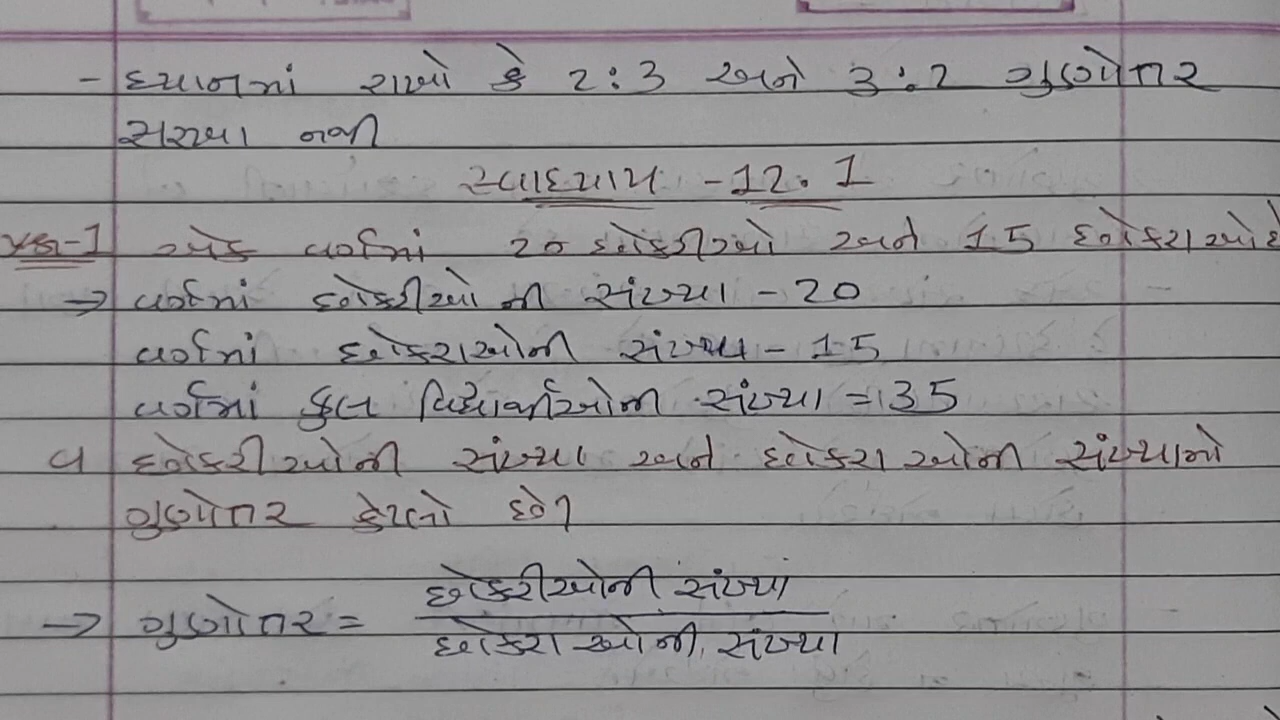 - ધ્યાનમાં રાખો કે 2:3 અને 3:2 ગુણોતર
સરખા નથી
સ્વાધ્યાય - 12.1
પ્રશ્ન-1 એક વર્ગમાં 20 છોકરીઓ અને 15 છોકરાઓ છે
→ વર્ગમાં છોકરીઓની સંખ્યા - 20
વર્ગમાં છોકરાઓની સંખ્યા - 15
વર્ગમાં કુલ વિદ્યાર્થીઓની સંખ્યા = 35
છોકરીઓની સંખ્યા અને છોકરાઓની સંખ્યાનો
ગુણોતર કેટલો છે?
→ ગુણોતર = છોકરીઓની સંખ્યા
છોકરાઓની સંખ્યા